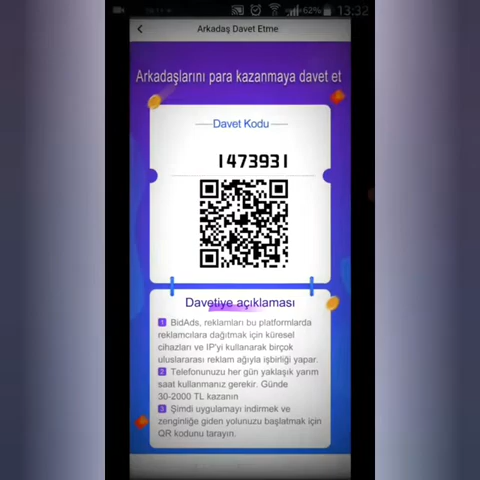 62% 13:32
Arkadaş Davet Etme
Arkadaşlarını para kazanmaya davet et
Davet Kodu
1473931
Davetiye açıklaması
1 BidAds, reklamları bu platformlarda
reklamcılara dağıtmak için küresel
cihazları ve IP'yi kullanarak birçok
uluslararası reklam ağıyla işbirliği yapar.
2 Telefonunuzu her gün yaklaşık yarım
saat kullanmanız gerekir. Günde
30-2000 TL kazanın
3 Şimdi uygulamayı indirmek ve
zenginliğe giden yolunuzu başlatmak için
QR kodunu tarayın.